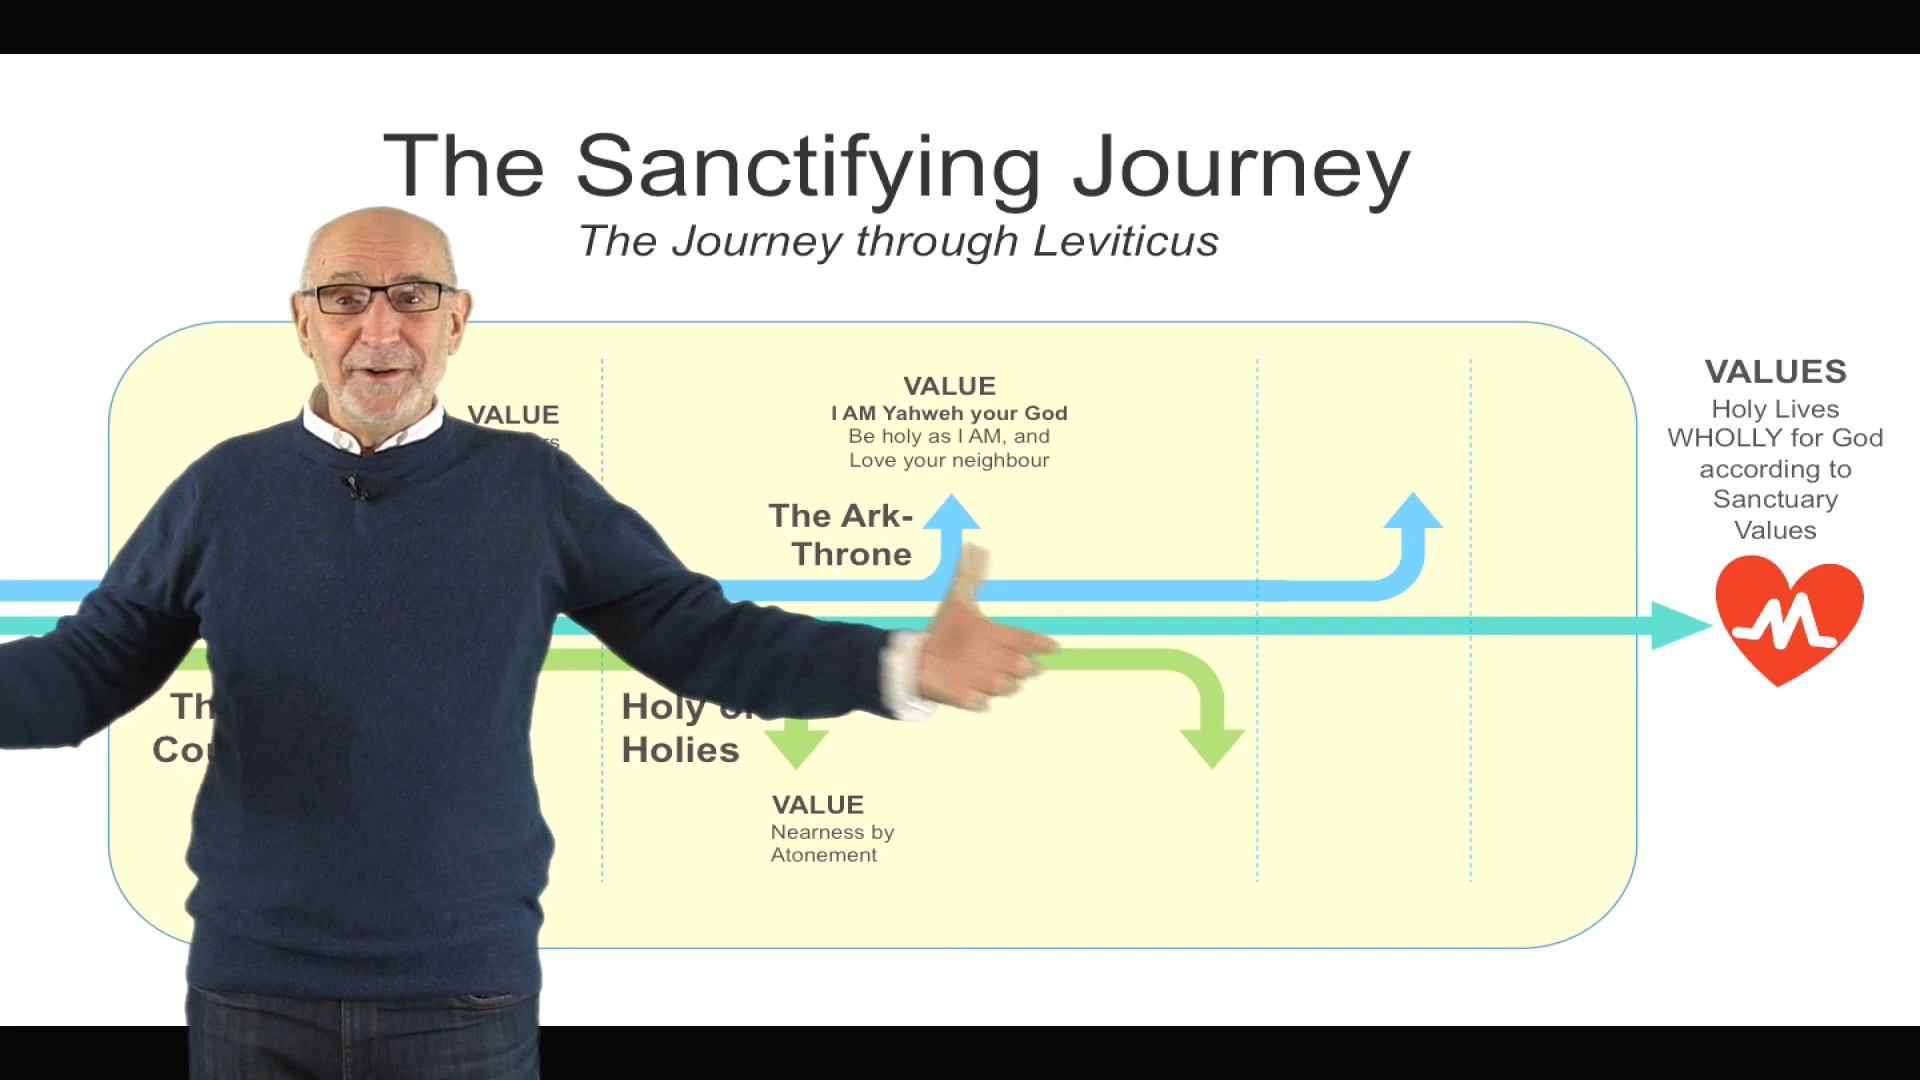 The Sanctifying Journey
The Journey through Leviticus
VALUE
VALUE
I AM Yahweh your God
Be holy as I AM, and
Love your neighbour
The Ark-
Throne
Holy of
Holies
VALUE
Nearness by
Atonement
VALUES
Holy Lives
WHOLLY for God
according to
Sanctuary
Values